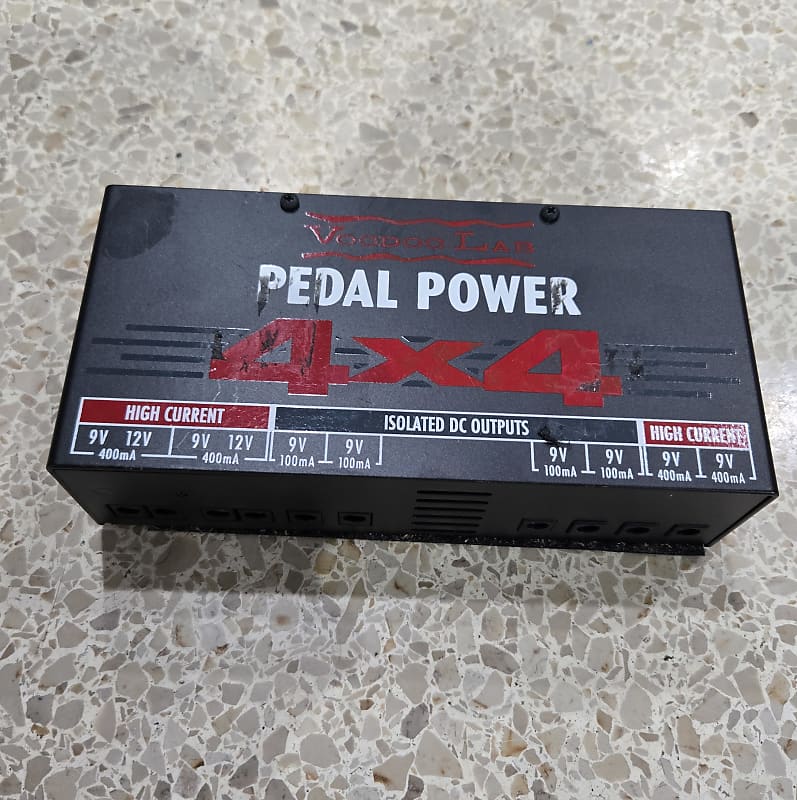 VOODOO LAB
PEDAL POWER
4x4
HIGH CURRENT ISOLATED DC OUTPUTS HIGH CURRENT
9V 12V 9V 12V 9V 9V 9V 9V 9V 9V
400mA 400mA 100mA 100mA 100mA 100mA 400mA 400mA